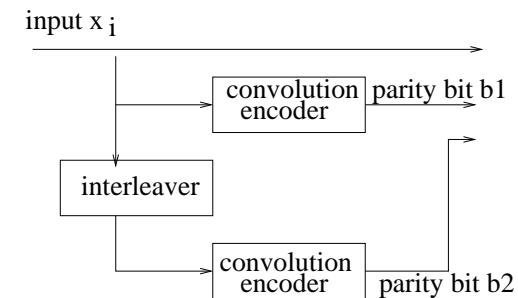 input x i
convolution
encoder
parity bit b1
interleaver
convolution
encoder
parity bit b2